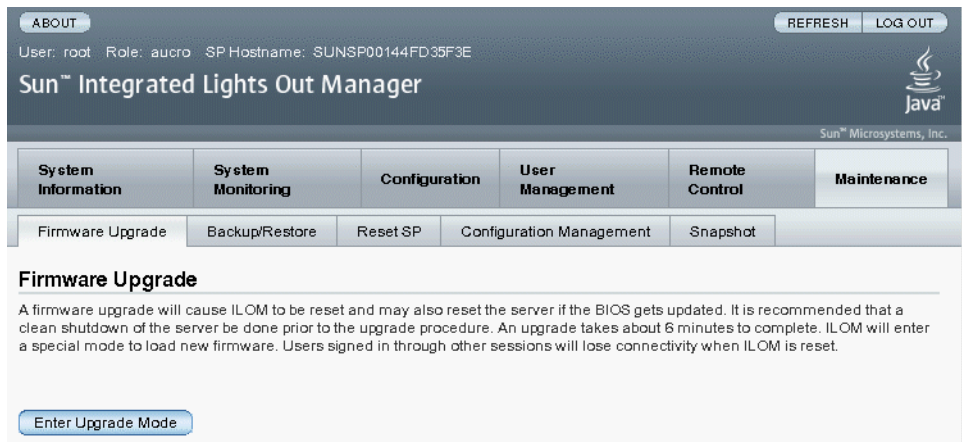 ABOUT
REFRESH LOG OUT
User: root Role: aucro SP Hostname: SUNSP00144FD35F3E
Sun™ Integrated Lights Out Manager
Java™
Sun™ Microsystems, Inc.
System Information
System Monitoring
Configuration
User Management
Remote Control
Maintenance
Firmware Upgrade
Backup/Restore
Reset SP
Configuration Management
Snapshot
Firmware Upgrade
A firmware upgrade will cause ILOM to be reset and may also reset the server if the BIOS gets updated. It is recommended that a
clean shutdown of the server be done prior to the upgrade procedure. An upgrade takes about 6 minutes to complete. ILOM will enter
a special mode to load new firmware. Users signed in through other sessions will lose connectivity when ILOM is reset.
Enter Upgrade Mode